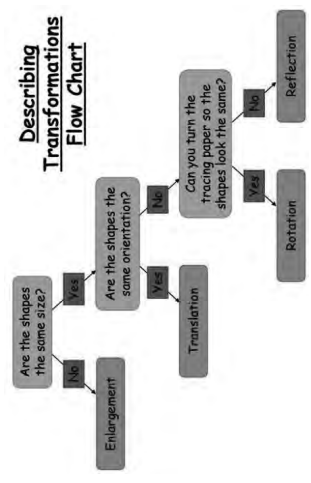 Describing
Transformations
Flow Chart
Are the shapes
the same size?
No
Yes
Enlargement
Are the shapes the
same orientation?
Yes
No
Translation
Can you turn the
tracing paper so the
shapes look the same?
Yes
No
Rotation
Reflection